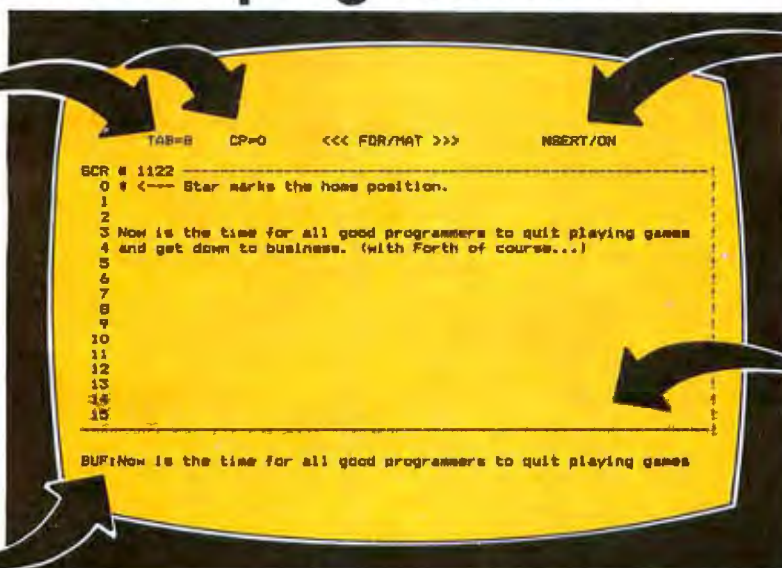 TAB=8 CP=0 <<< FOR/MAT >>> NSERT/ON
SCR # 1122
0 * <--- Star marks the home position.
1
2
3 Now is the time for all good programmers to quit playing games
4 and get down to business. (with Forth of course...)
5
6
7
8
9
10
11
12
13
14
15
BUF:Now is the time for all good programmers to quit playing games